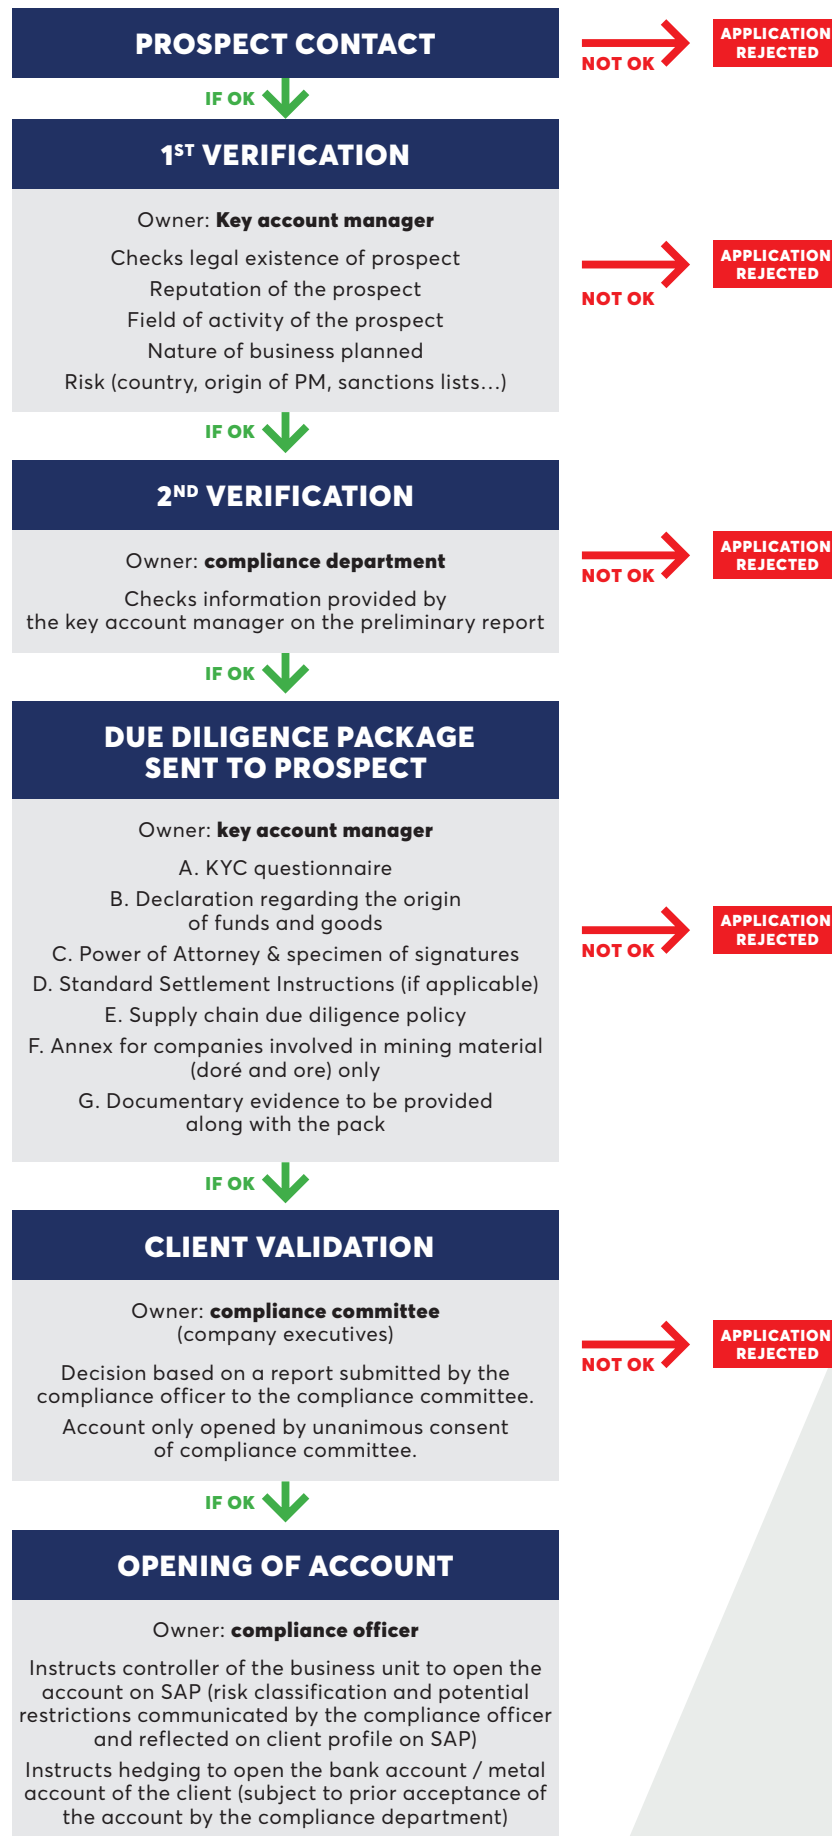 PROSPECT CONTACT
NOT OK
APPLICATION
REJECTED
IF OK
1ST VERIFICATION
Owner: Key account manager
Checks legal existence of prospect
Reputation of the prospect
Field of activity of the prospect
Nature of business planned
Risk (country, origin of PM, sanctions lists…)
NOT OK
APPLICATION
REJECTED
IF OK
2ND VERIFICATION
Owner: compliance department
Checks information provided by
the key account manager on the preliminary report
NOT OK
APPLICATION
REJECTED
IF OK
DUE DILIGENCE PACKAGE
SENT TO PROSPECT
Owner: key account manager
A. KYC questionnaire
B. Declaration regarding the origin
of funds and goods
C. Power of Attorney & specimen of signatures
D. Standard Settlement Instructions (if applicable)
E. Supply chain due diligence policy
F. Annex for companies involved in mining material
(doré and ore) only
G. Documentary evidence to be provided
along with the pack
NOT OK
APPLICATION
REJECTED
IF OK
CLIENT VALIDATION
Owner: compliance committee
(company executives)
Decision based on a report submitted by the
compliance officer to the compliance committee.
Account only opened by unanimous consent
of compliance committee.
NOT OK
APPLICATION
REJECTED
IF OK
OPENING OF ACCOUNT
Owner: compliance officer
Instructs controller of the business unit to open the
account on SAP (risk classification and potential
restrictions communicated by the compliance officer
and reflected on client profile on SAP)
Instructs hedging to open the bank account / metal
account of the client (subject to prior acceptance of
the account by the compliance department)